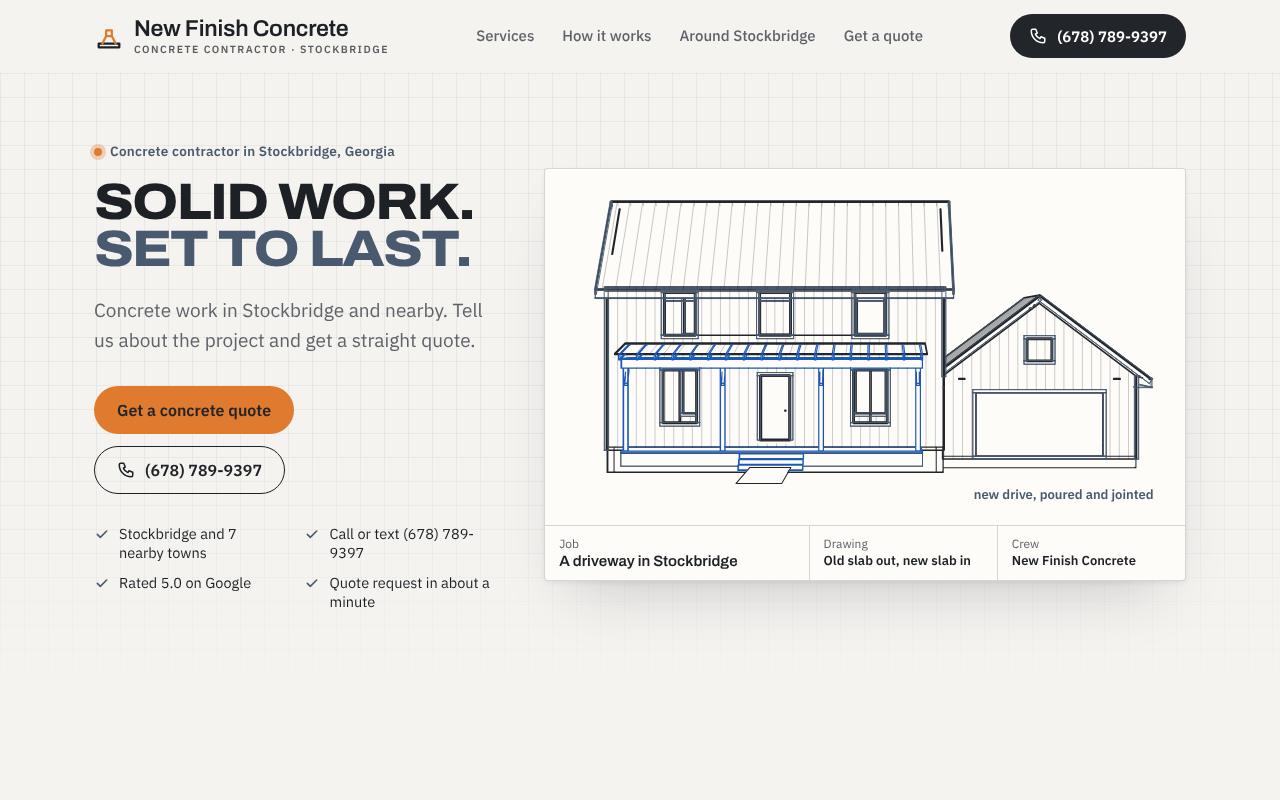 New Finish Concrete
CONCRETE CONTRACTOR · STOCKBRIDGE
Services
How it works
Around Stockbridge
Get a quote
(678) 789-9397
Concrete contractor in Stockbridge, Georgia
SOLID WORK.
SET TO LAST.
Concrete work in Stockbridge and nearby. Tell
us about the project and get a straight quote.
Get a concrete quote
(678) 789-9397
Stockbridge and 7
nearby towns
Call or text (678) 789-
9397
Rated 5.0 on Google
Quote request in about a
minute
new drive, poured and jointed
Job
A driveway in Stockbridge
Drawing
Old slab out, new slab in
Crew
New Finish Concrete